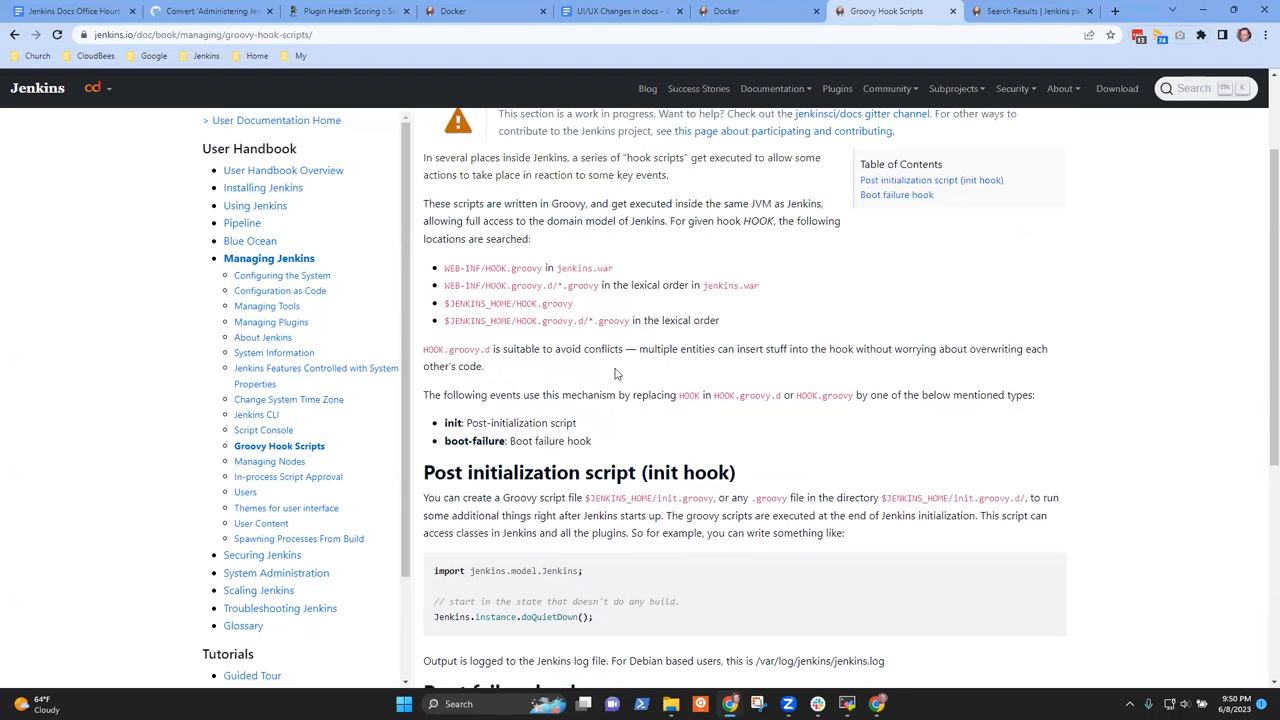 Jenkins Docs Office Hours
Convert 'Administering Je
Plugin Health Scoring :: S
Docker
UI/UX Changes in docs -
Docker
Groovy Hook Scripts
Search Results | Jenkins pl
jenkins.io/doc/book/managing/groovy-hook-scripts/
13
74
Church
CloudBees
Google
Jenkins
Home
My
Jenkins
cd
Blog
Success Stories
Documentation
Plugins
Community
Subprojects
Security
About
Download
Search
CTRL
K
> User Documentation Home
User Handbook
User Handbook Overview
Installing Jenkins
Using Jenkins
Pipeline
Blue Ocean
Managing Jenkins
Configuring the System
Configuration as Code
Managing Tools
Managing Plugins
About Jenkins
System Information
Jenkins Features Controlled with System
Properties
Change System Time Zone
Jenkins CLI
Script Console
Groovy Hook Scripts
Managing Nodes
In-process Script Approval
Users
Themes for user interface
User Content
Spawning Processes From Build
Securing Jenkins
System Administration
Scaling Jenkins
Troubleshooting Jenkins
Glossary
Tutorials
Guided Tour
This section is a work in progress. Want to help? Check out the jenkinsci/docs gitter channel. For other ways to
contribute to the Jenkins project, see this page about participating and contributing.
In several places inside Jenkins, a series of “hook scripts” get executed to allow some
actions to take place in reaction to some key events.
Table of Contents
Post initialization script (init hook)
Boot failure hook
These scripts are written in Groovy, and get executed inside the same JVM as Jenkins,
allowing full access to the domain model of Jenkins. For given hook HOOK, the following
locations are searched:
WEB-INF/HOOK.groovy in jenkins.war
WEB-INF/HOOK.groovy.d/*.groovy in the lexical order in jenkins.war
$JENKINS_HOME/HOOK.groovy
$JENKINS_HOME/HOOK.groovy.d/*.groovy in the lexical order
HOOK.groovy.d is suitable to avoid conflicts — multiple entities can insert stuff into the hook without worrying about overwriting each
other’s code.
The following events use this mechanism by replacing HOOK in HOOK.groovy.d or HOOK.groovy by one of the below mentioned types:
init: Post-initialization script
boot-failure: Boot failure hook
Post initialization script (init hook)
You can create a Groovy script file $JENKINS_HOME/init.groovy, or any .groovy file in the directory $JENKINS_HOME/init.groovy.d/, to run
some additional things right after Jenkins starts up. The groovy scripts are executed at the end of Jenkins initialization. This script can
access classes in Jenkins and all the plugins. So for example, you can write something like:
import jenkins.model.Jenkins;
// start in the state that doesn't do any build.
Jenkins.instance.doQuietDown();
Output is logged to the Jenkins log file. For Debian based users, this is /var/log/jenkins/jenkins.log
64°F
Cloudy
Search
9:50 PM
6/8/2023